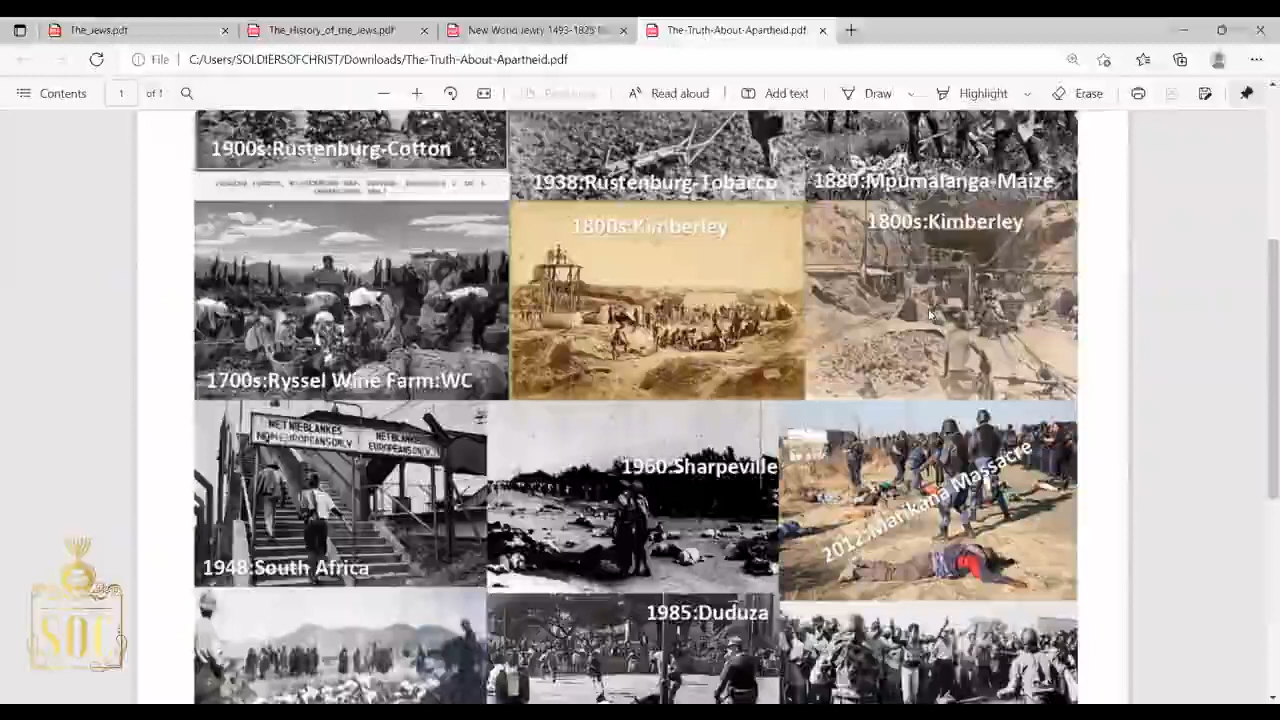 The_Jews.pdf
The_History_of_the_Jews.pdf
New World Jewry 1493-1825
The-Truth-About-Apartheid.pdf
File
C:/Users/SOLDIERSOFCHRIST/Downloads/The-Truth-About-Apartheid.pdf
Contents
1
of 1
Read aloud
Add text
Draw
Highlight
Erase
1900s:Rustenburg-Cotton
1938:Rustenburg-Tobacco
1880:Mpumalanga-Maize
1700s:Ryssel Wine Farm:WC
1800s:Kimberley
1800s:Kimberley
NET NIEBLANKES
NON EUROPEANS ONLY
NET BLANKES
EUROPEANS ONLY
1948:South Africa
1960:Sharpeville
2012:Marikana Massacre
1985:Duduza
SOC